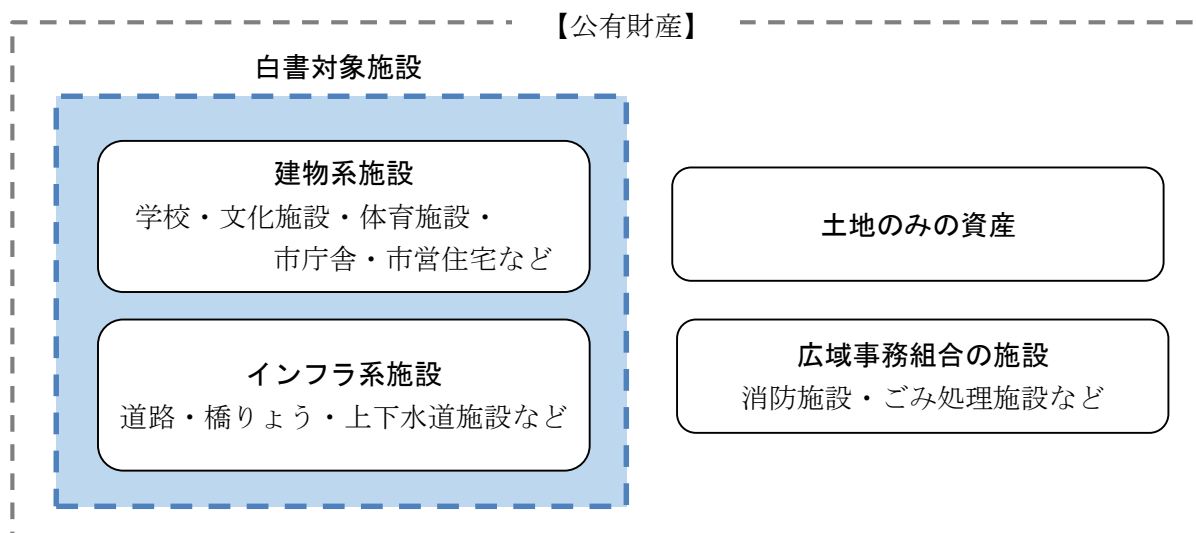 【公有財産】
白書対象施設
建物系施設
学校・文化施設・体育施設・
市庁舎・市営住宅など
インフラ系施設
道路・橋りょう・上下水道施設など
土地のみの資産
広域事務組合の施設
消防施設・ごみ処理施設など